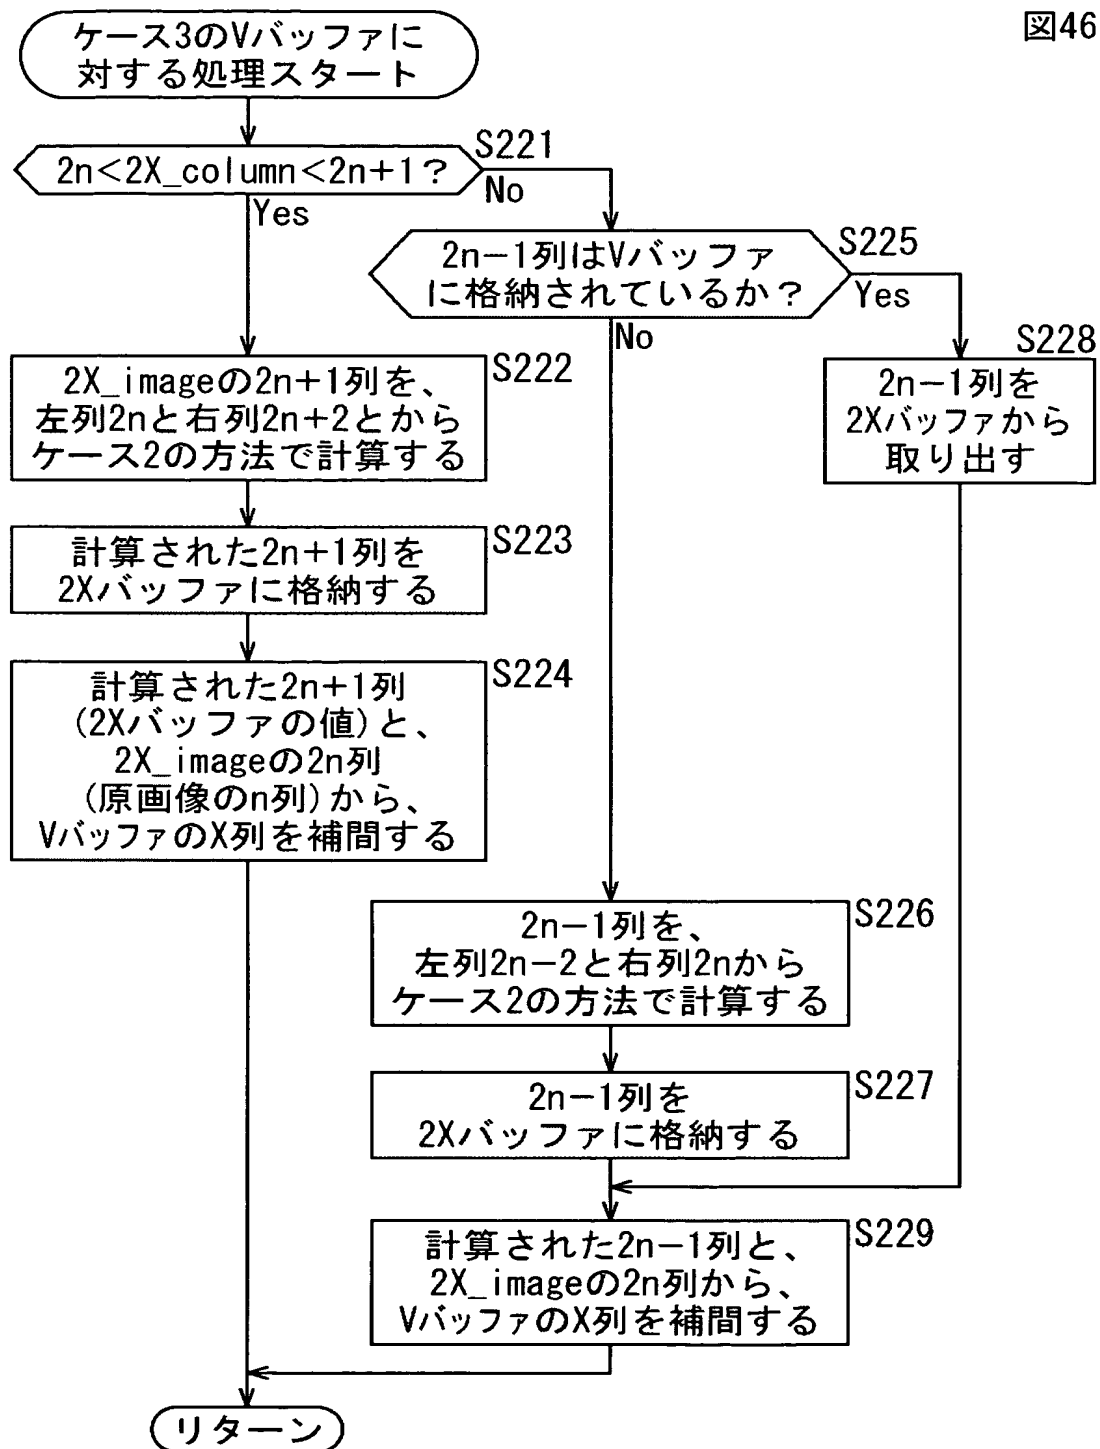 図46
ケース3のVバッファに
対する処理スタート
2n<2X_column<2n+1?
S221
No
Yes
2n−1列はVバッファ
に格納されているか?
S225
Yes
No
2X_imageの2n+1列を、
左列2nと右列2n+2とから
ケース2の方法で計算する
S222
2n−1列を
2Xバッファから
取り出す
S228
計算された2n+1列を
2Xバッファに格納する
S223
計算された2n+1列
(2Xバッファの値)と、
2X_imageの2n列
(原画像のn列)から、
VバッファのX列を補間する
S224
2n−1列を、
左列2n−2と右列2nから
ケース2の方法で計算する
S226
2n−1列を
2Xバッファに格納する
S227
計算された2n−1列と、
2X_imageの2n列から、
VバッファのX列を補間する
S229
リターン